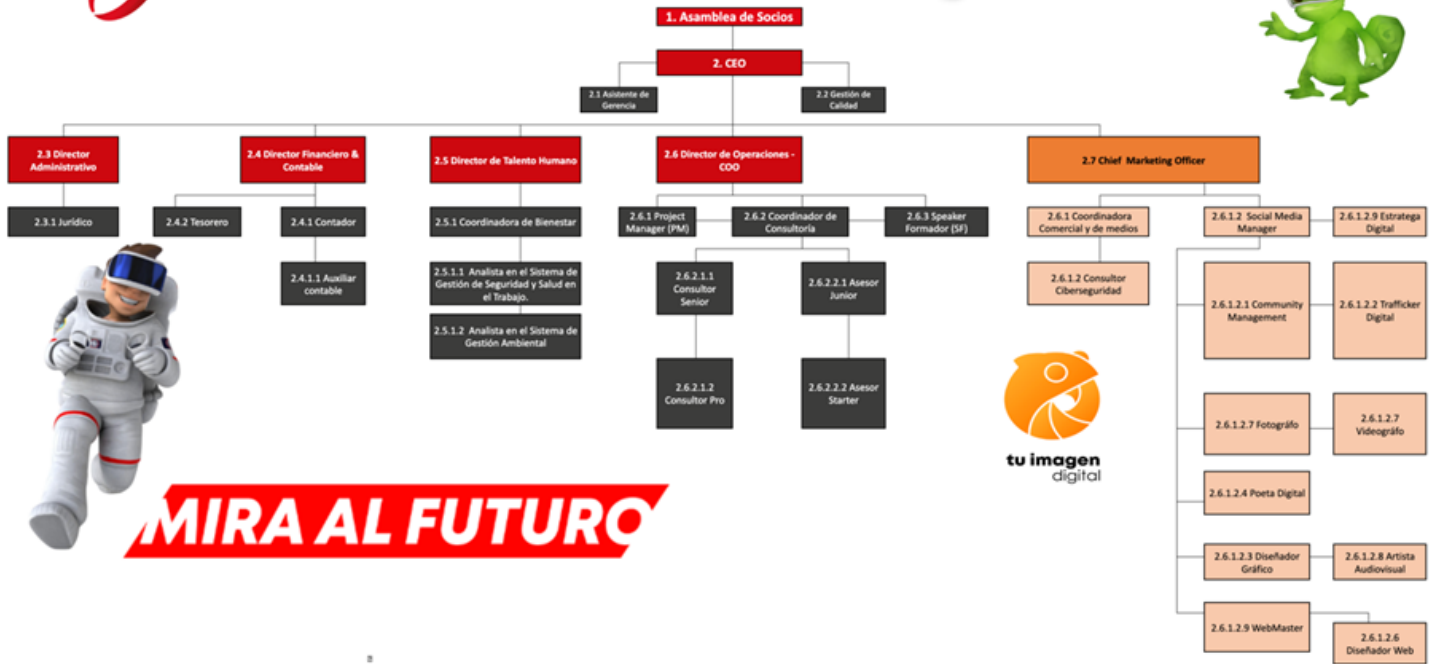 1. Asamblea de Socios
2. CEO
2.1 Asistente de
Gerencia
2.2 Gestión de
Calidad
2.3 Director
Administrativo
2.4 Director Financiero &
Contable
2.5 Director de Talento Humano
2.6 Director de Operaciones -
COO
2.7 Chief Marketing Officer
2.3.1 Jurídico
2.4.2 Tesorero
2.4.1 Contador
2.5.1 Coordinadora de Bienestar
2.6.1 Project
Manager (PM)
2.6.2 Coordinador de
Consultoría
2.6.3 Speaker
Formador (SF)
2.6.1 Coordinadora
Comercial y de medios
2.6.1.2 Social Media
Manager
2.6.1.2.9 Estratega
Digital
2.4.1.1 Auxiliar
contable
2.5.1.1 Analista en el Sistema de
Gestión de Seguridad y Salud en
el Trabajo.
2.6.2.1.1
Consultor
Senior
2.6.2.2.1 Asesor
Junior
2.6.1.2 Consultor
Ciberseguridad
2.6.1.2.1 Community
Management
2.6.1.2.2 Trafficker
Digital
2.5.1.2 Analista en el Sistema de
Gestión Ambiental
2.6.2.1.2
Consultor Pro
2.6.2.2.2 Asesor
Starter
2.6.1.2.7 Fotográfo
2.6.1.2.7
Videográfo
tu imagen
digital
2.6.1.2.4 Poeta Digital
MIRA AL FUTURO
2.6.1.2.3 Diseñador
Gráfico
2.6.1.2.8 Artista
Audiovisual
2.6.1.2.9 WebMaster
2.6.1.2.6
Diseñador Web